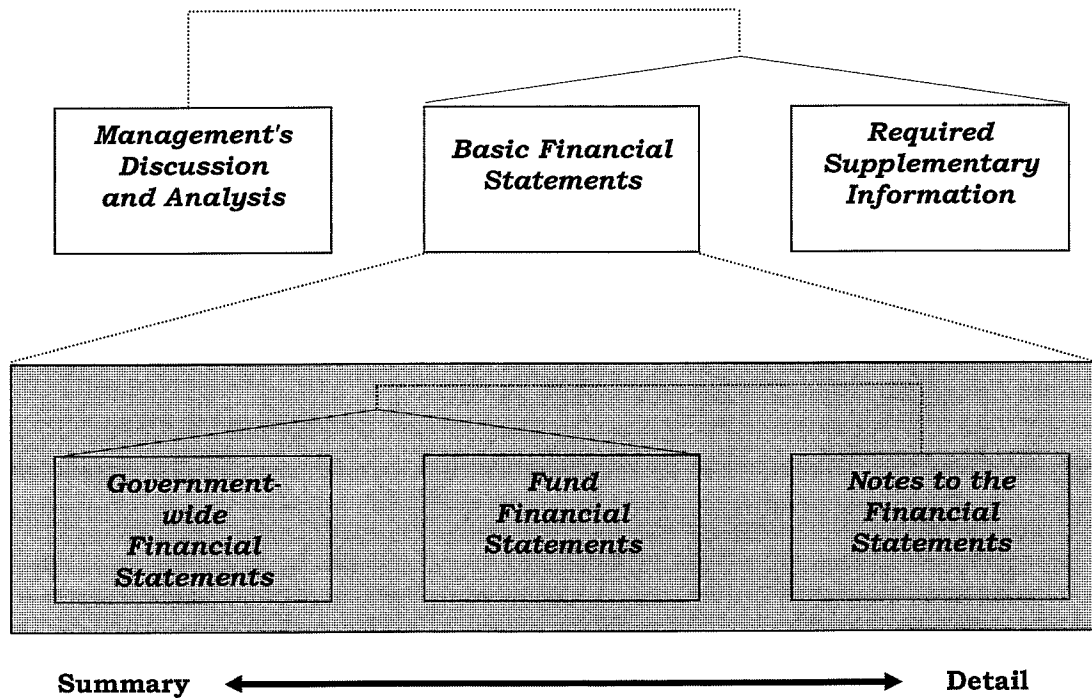 Management's
Discussion
and Analysis
Basic Financial
Statements
Required
Supplementary
Information
Government-
wide
Financial
Statements
Fund
Financial
Statements
Notes to the
Financial
Statements
Summary
Detail